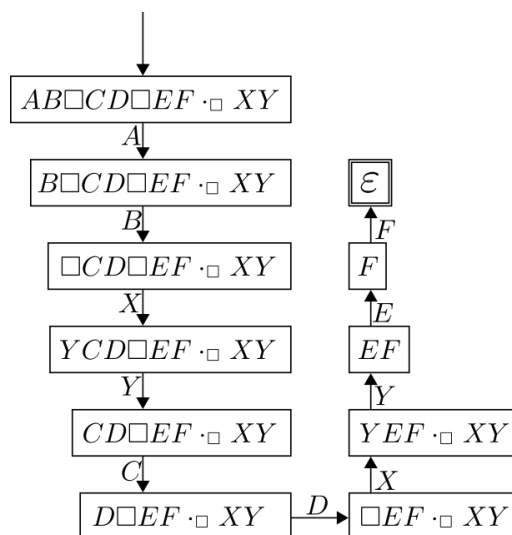 AB□CD□EF ·□ XY
A
B□CD□EF ·□ XY
B
□CD□EF ·□ XY
X
YCD□EF ·□ XY
Y
CD□EF ·□ XY
C
D□EF ·□ XY
D
□EF ·□ XY
X
YEF ·□ XY
Y
EF
E
F
F
ε